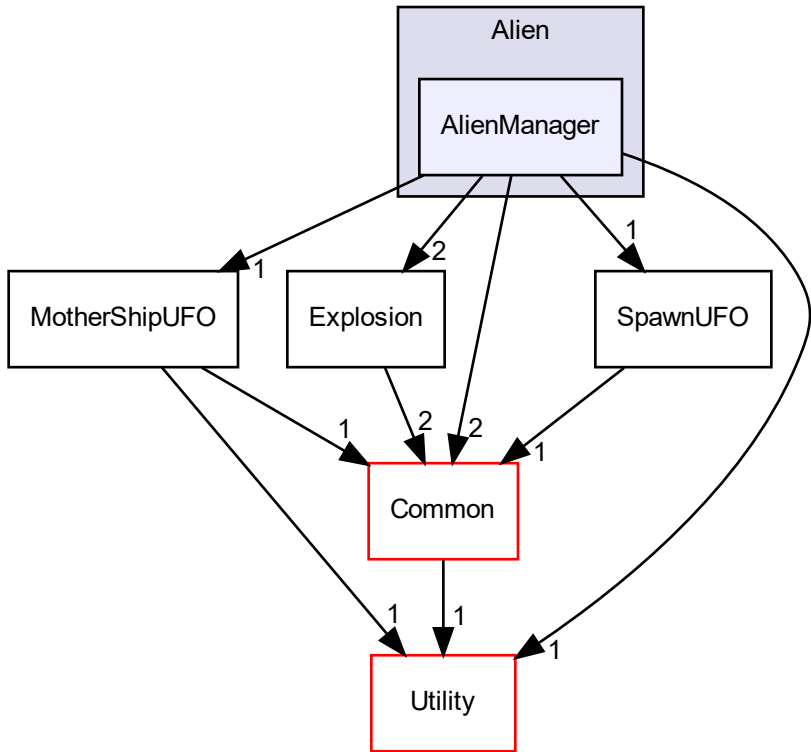 Alien
AlienManager
2
1
1
MotherShipUFO
Explosion
SpawnUFO
1
2
2
1
Common
1
1
1
Utility